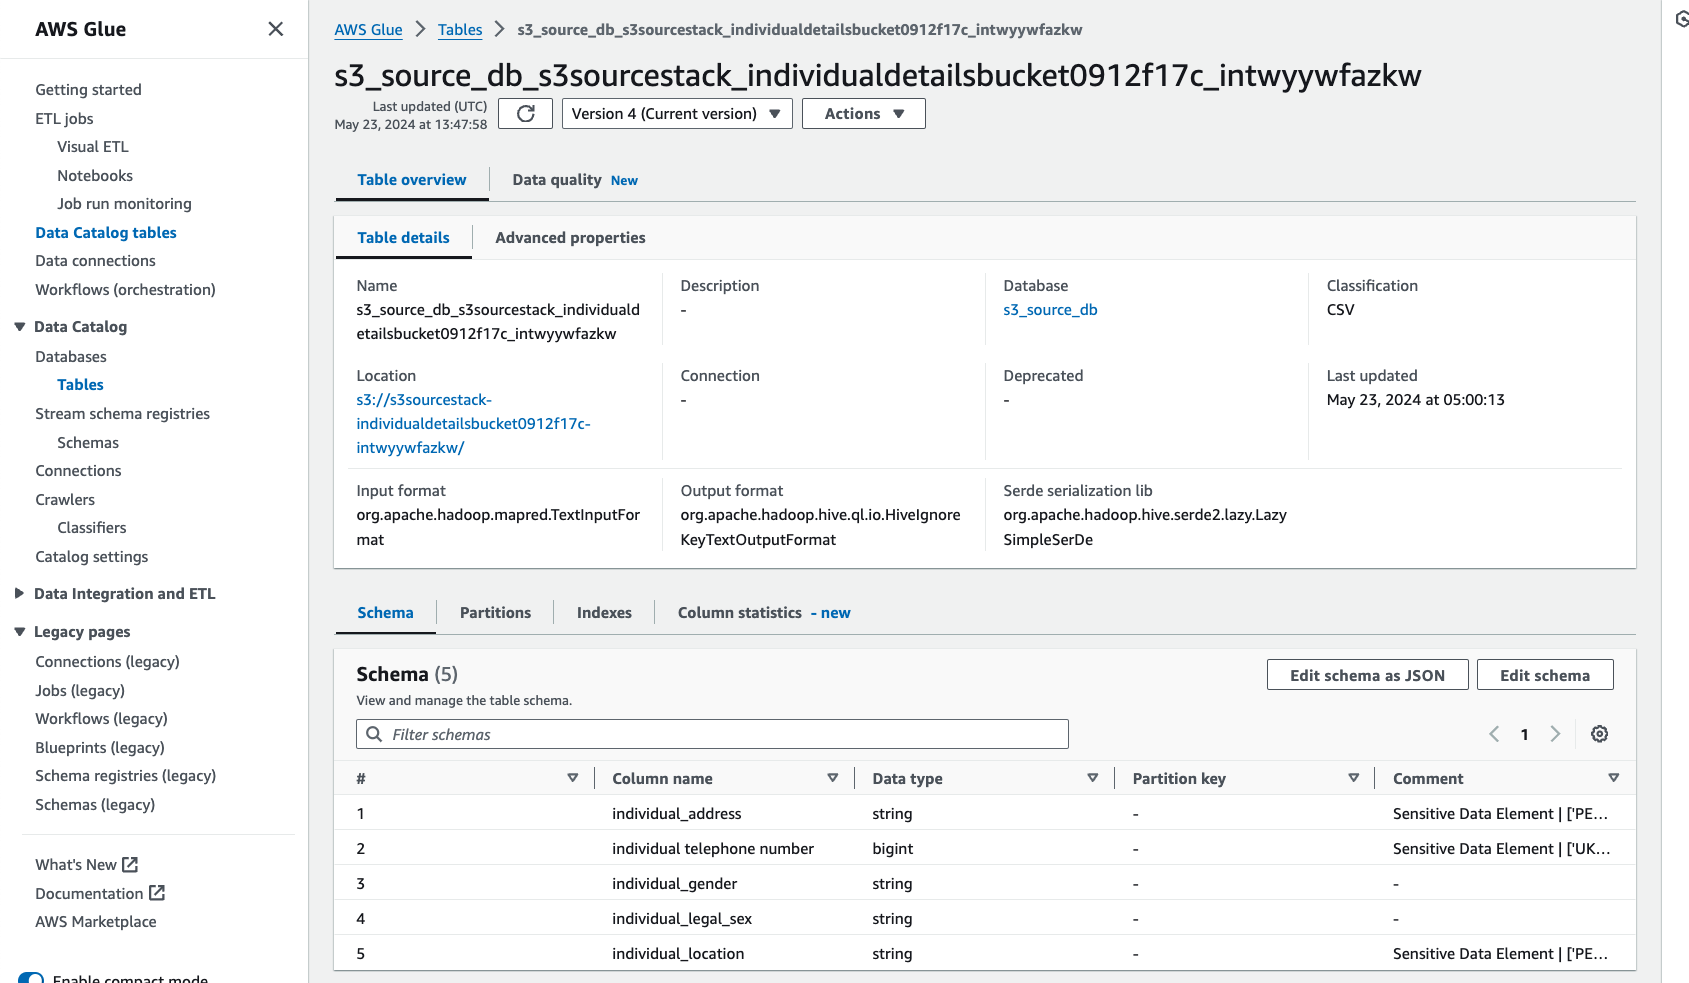 AWS Glue
Getting started
ETL jobs
Visual ETL
Notebooks
Job run monitoring
Data Catalog tables
Data connections
Workflows (orchestration)
Data Catalog
Databases
Tables
Stream schema registries
Schemas
Connections
Crawlers
Classifiers
Catalog settings
Data Integration and ETL
Legacy pages
Connections (legacy)
Jobs (legacy)
Workflows (legacy)
Blueprints (legacy)
Schema registries (legacy)
Schemas (legacy)
What's New
Documentation
AWS Marketplace
Enable compact mode
AWS Glue > Tables > s3_source_db_s3sourcestack_individualdetailsbucket0912f17c_intwyywfazkw
s3_source_db_s3sourcestack_individualdetailsbucket0912f17c_intwyywfazkw
Last updated (UTC)
May 23, 2024 at 13:47:58
Version 4 (Current version)
Actions
Table overview
Data quality New
Table details
Advanced properties
Name
s3_source_db_s3sourcestack_individuald
etailsbucket0912f17c_intwyywfazkw
Description
-
Database
s3_source_db
Classification
CSV
Location
s3://s3sourcestack-
individualdetailsbucket0912f17c-
intwyywfazkw/
Connection
-
Deprecated
-
Last updated
May 23, 2024 at 05:00:13
Input format
org.apache.hadoop.mapred.TextInputFor
mat
Output format
org.apache.hadoop.hive.ql.io.HiveIgnore
KeyTextOutputFormat
Serde serialization lib
org.apache.hadoop.hive.serde2.lazy.Lazy
SimpleSerDe
Schema
Partitions
Indexes
Column statistics - new
Schema (5)
View and manage the table schema.
Edit schema as JSON
Edit schema
Filter schemas
1
# Column name Data type Partition key Comment
1 individual_address string - Sensitive Data Element | ['PE...
2 individual telephone number bigint - Sensitive Data Element | ['UK...
3 individual_gender string - -
4 individual_legal_sex string - -
5 individual_location string - Sensitive Data Element | ['PE...